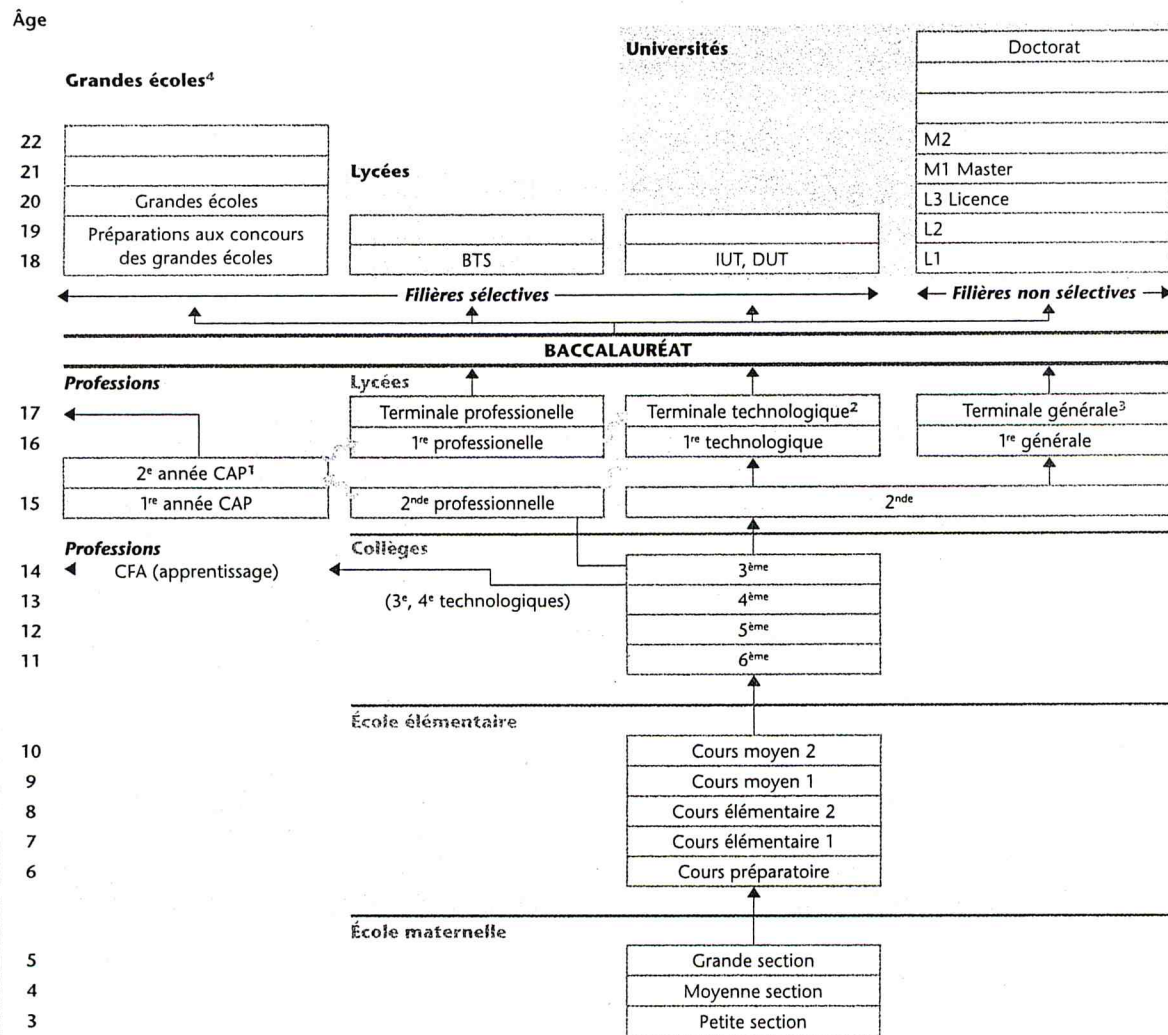 Âge
Universités
Doctorat
Grandes écoles⁴
22
M2
21
Lycées
M1 Master
20
Grandes écoles
L3 Licence
19
Préparations aux concours
des grandes écoles
L2
18
BTS
IUT, DUT
L1
Filières sélectives
Filières non sélectives
BACCALAURÉAT
Professions
Lycées
17
Terminale professionelle
Terminale technologique²
Terminale générale³
16
1re professionelle
1re technologique
1re générale
2e année CAP¹
15
1re année CAP
2nde professionnelle
2nde
Professions
Collèges
14
CFA (apprentissage)
3ème
13
(3e, 4e technologiques)
4ème
12
5ème
11
6ème
École élémentaire
10
Cours moyen 2
9
Cours moyen 1
8
Cours élémentaire 2
7
Cours élémentaire 1
6
Cours préparatoire
École maternelle
5
Grande section
4
Moyenne section
3
Petite section